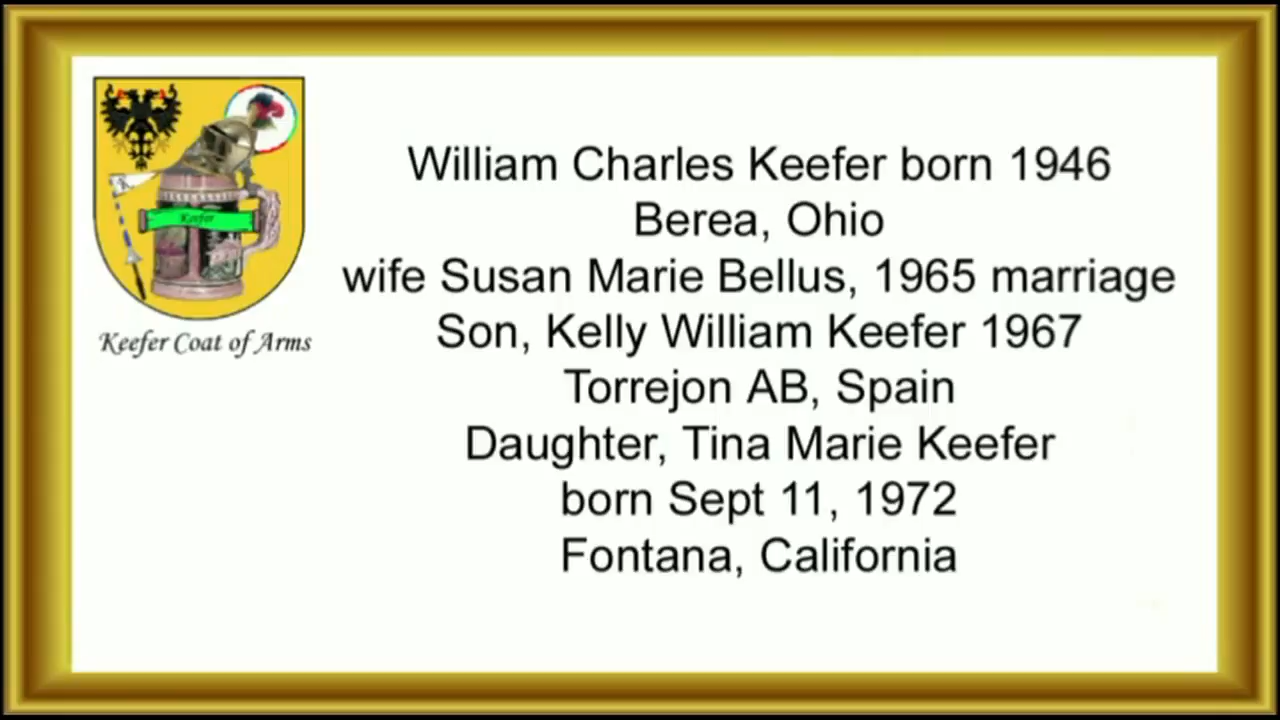 Keefer
Keefer Coat of Arms
William Charles Keefer born 1946
Berea, Ohio
wife Susan Marie Bellus, 1965 marriage
Son, Kelly William Keefer 1967
Torrejon AB, Spain
Daughter, Tina Marie Keefer
born Sept 11, 1972
Fontana, California